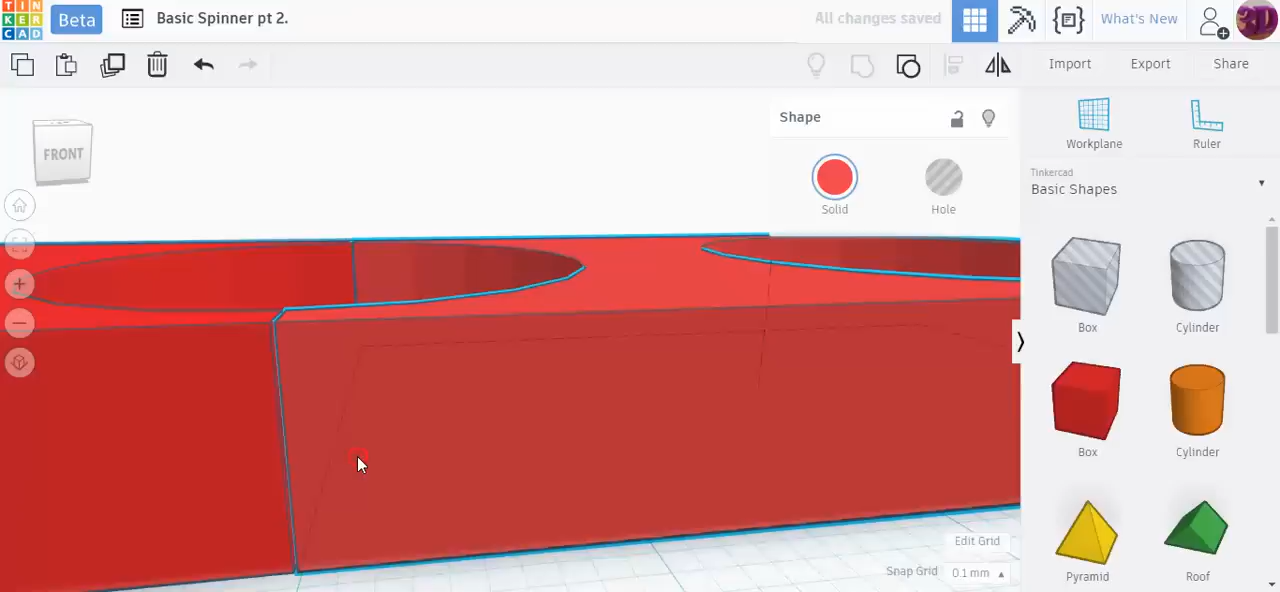 TIN
KER
CAD
Beta
Basic Spinner pt 2.
All changes saved
What's New
3D
Import
Export
Share
FRONT
Shape
Solid
Hole
Workplane
Ruler
Tinkercad
Basic Shapes
Box
Cylinder
Box
Cylinder
Pyramid
Roof
Edit Grid
Snap Grid
0.1 mm